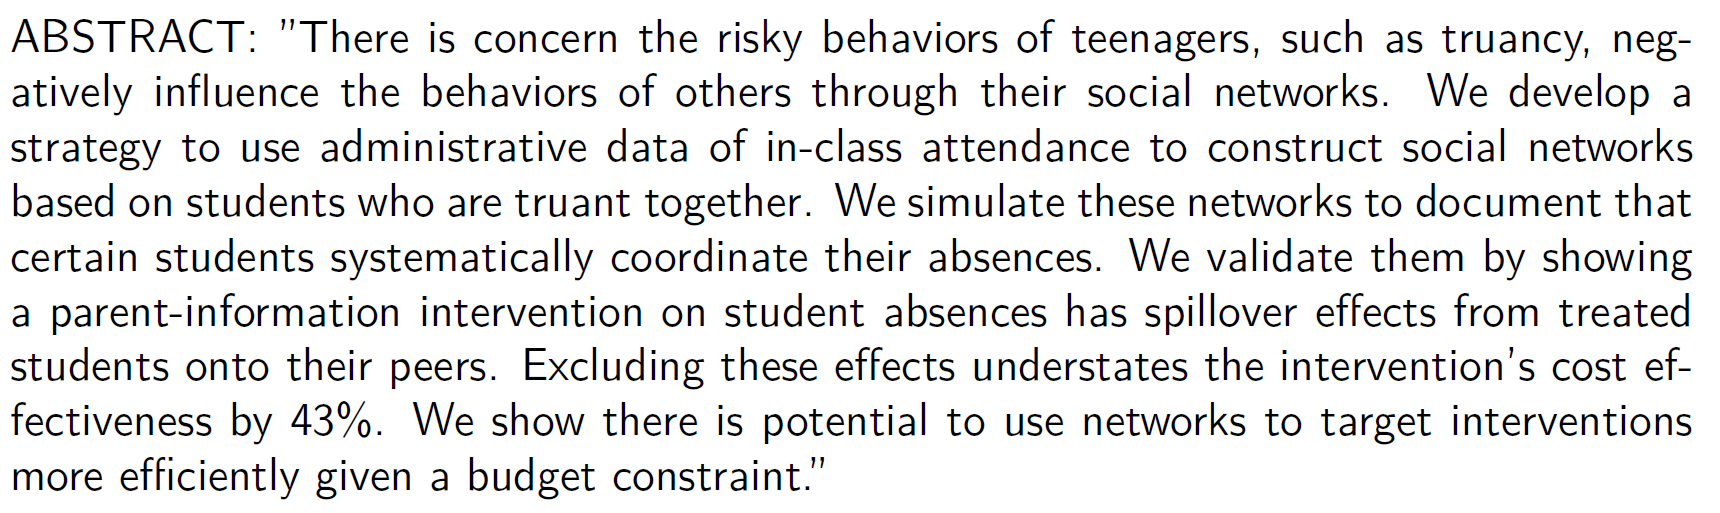 ABSTRACT: ”There is concern the risky behaviors of teenagers, such as truancy, neg-
atively influence the behaviors of others through their social networks. We develop a
strategy to use administrative data of in-class attendance to construct social networks
based on students who are truant together. We simulate these networks to document that
certain students systematically coordinate their absences. We validate them by showing
a parent-information intervention on student absences has spillover effects from treated
students onto their peers. Excluding these effects understates the intervention’s cost ef-
fectiveness by 43%. We show there is potential to use networks to target interventions
more efficiently given a budget constraint.”